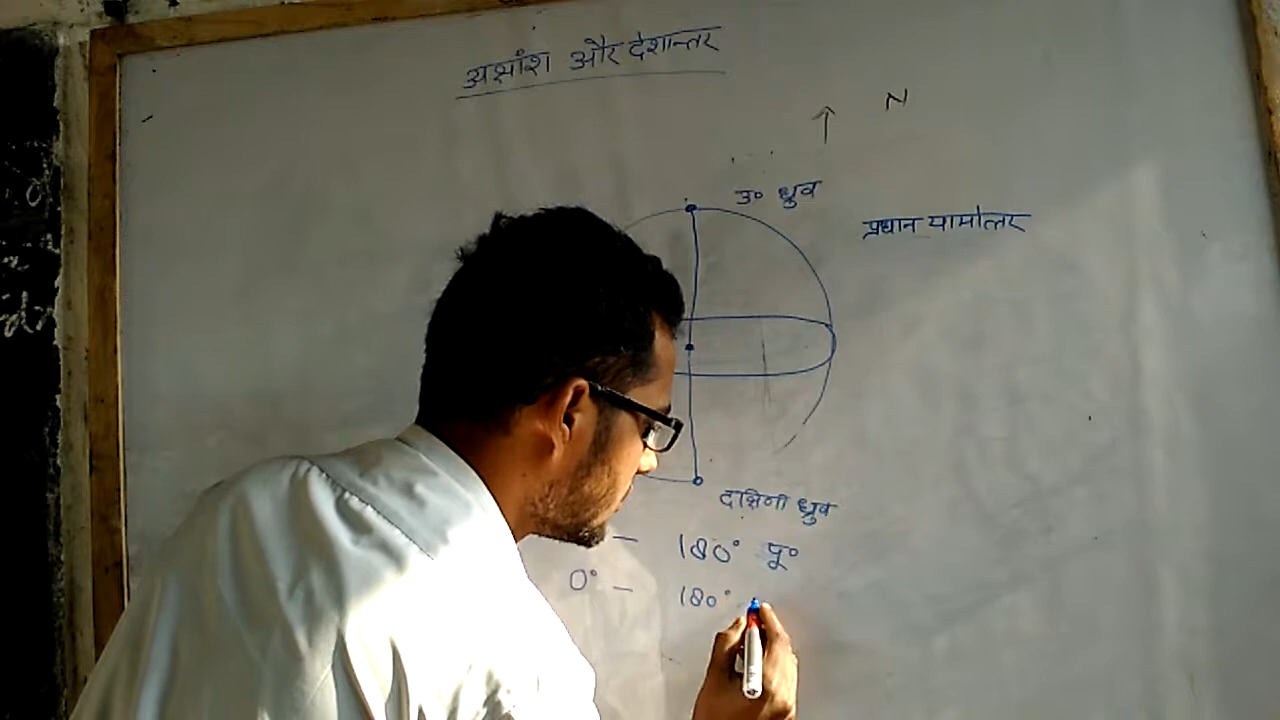 अक्षांश और देशान्तर
N
उ० ध्रुव
प्रधान यामोत्तर
दक्षिनी ध्रुव
– 180° पू०
0° – 180°